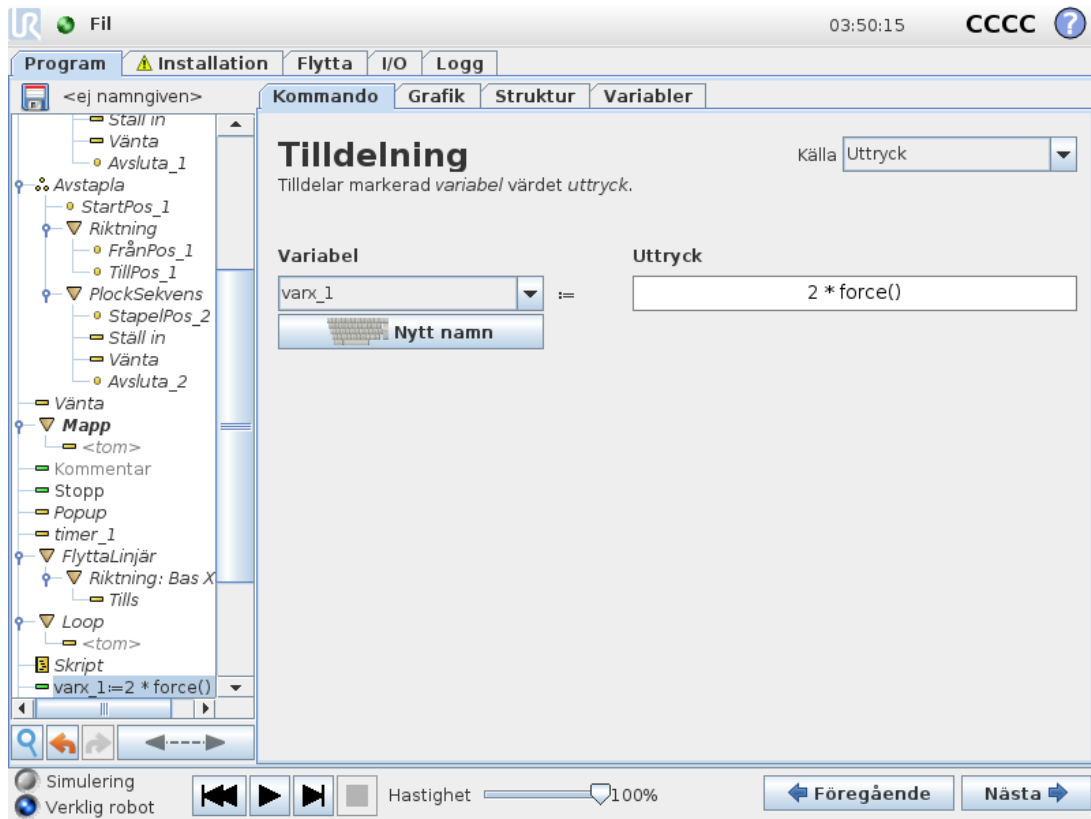 UR Fil 03:50:15 CCCC ?
Program Installation Flytta I/O Logg
<ej namngiven>
Kommando Grafik Struktur Variabler
Ställ in
Vänta
Avsluta_1
Avstapla
StartPos_1
Riktning
FrånPos_1
TillPos_1
PlockSekvens
StapelPos_2
Ställ in
Vänta
Avsluta_2
Vänta
Mapp
<tom>
Kommentar
Stopp
Popup
timer_1
FlyttaLinjär
Riktning: Bas X
Tills
Loop
<tom>
Skript
varx_1:=2 * force()
Tilldelning
Källa Uttryck
Tilldelar markerad variabel värdet uttryck.
Variabel Uttryck
varx_1 := 2 * force()
Nytt namn
Simulering
Verklig robot
Hastighet 100%
Föregående Nästa